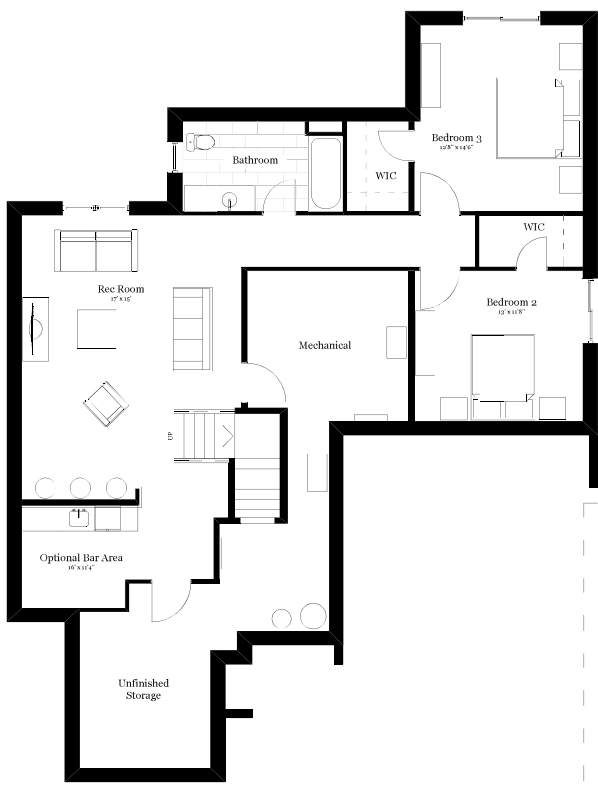 Bedroom 3
12'8" x 14'6"
Bathroom
WIC
WIC
Rec Room
17' x 15'
Bedroom 2
13' x 11'8"
Mechanical
UP
Optional Bar Area
16' x 11'4"
Unfinished
Storage